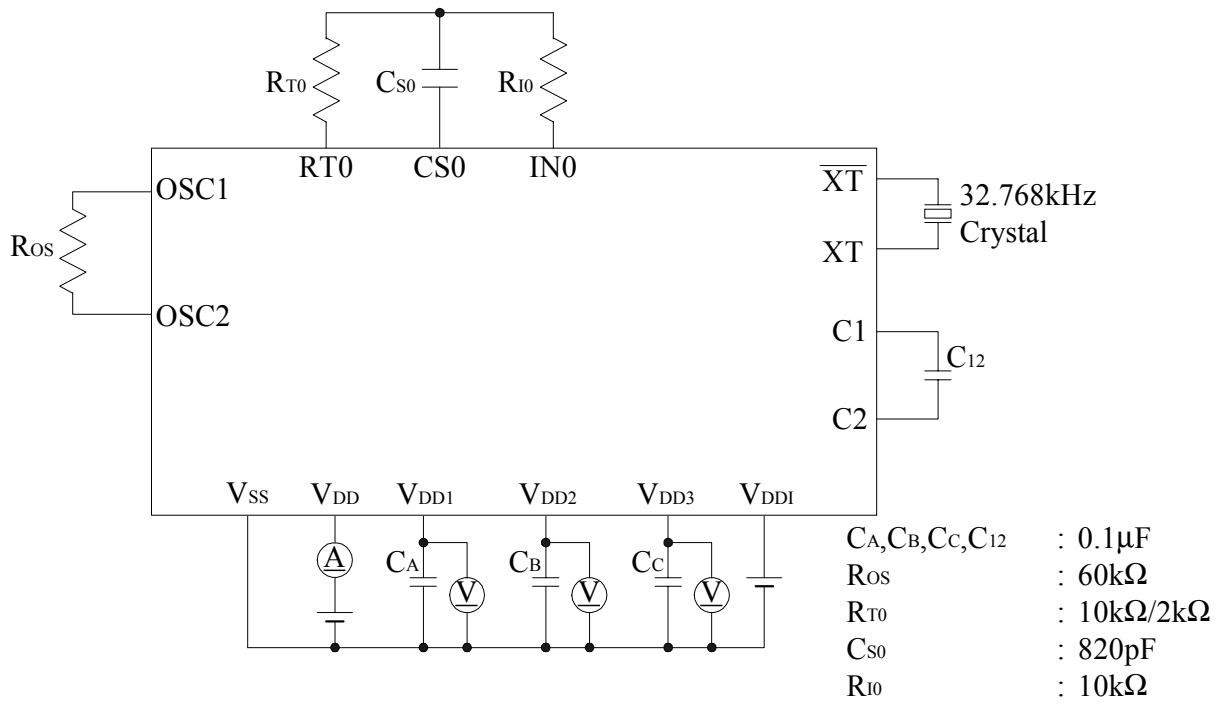 RT0 CS0 RI0
RT0 CS0 IN0
OSC1
XT
32.768kHz
Crystal
ROS
XT
OSC2
C1
C12
C2
VSS VDD VDD1 VDD2 VDD3 VDDI
A CA V CB V CC V
CA,CB,CC,C12 : 0.1μF
ROS : 60kΩ
RT0 : 10kΩ/2kΩ
CS0 : 820pF
RI0 : 10kΩ